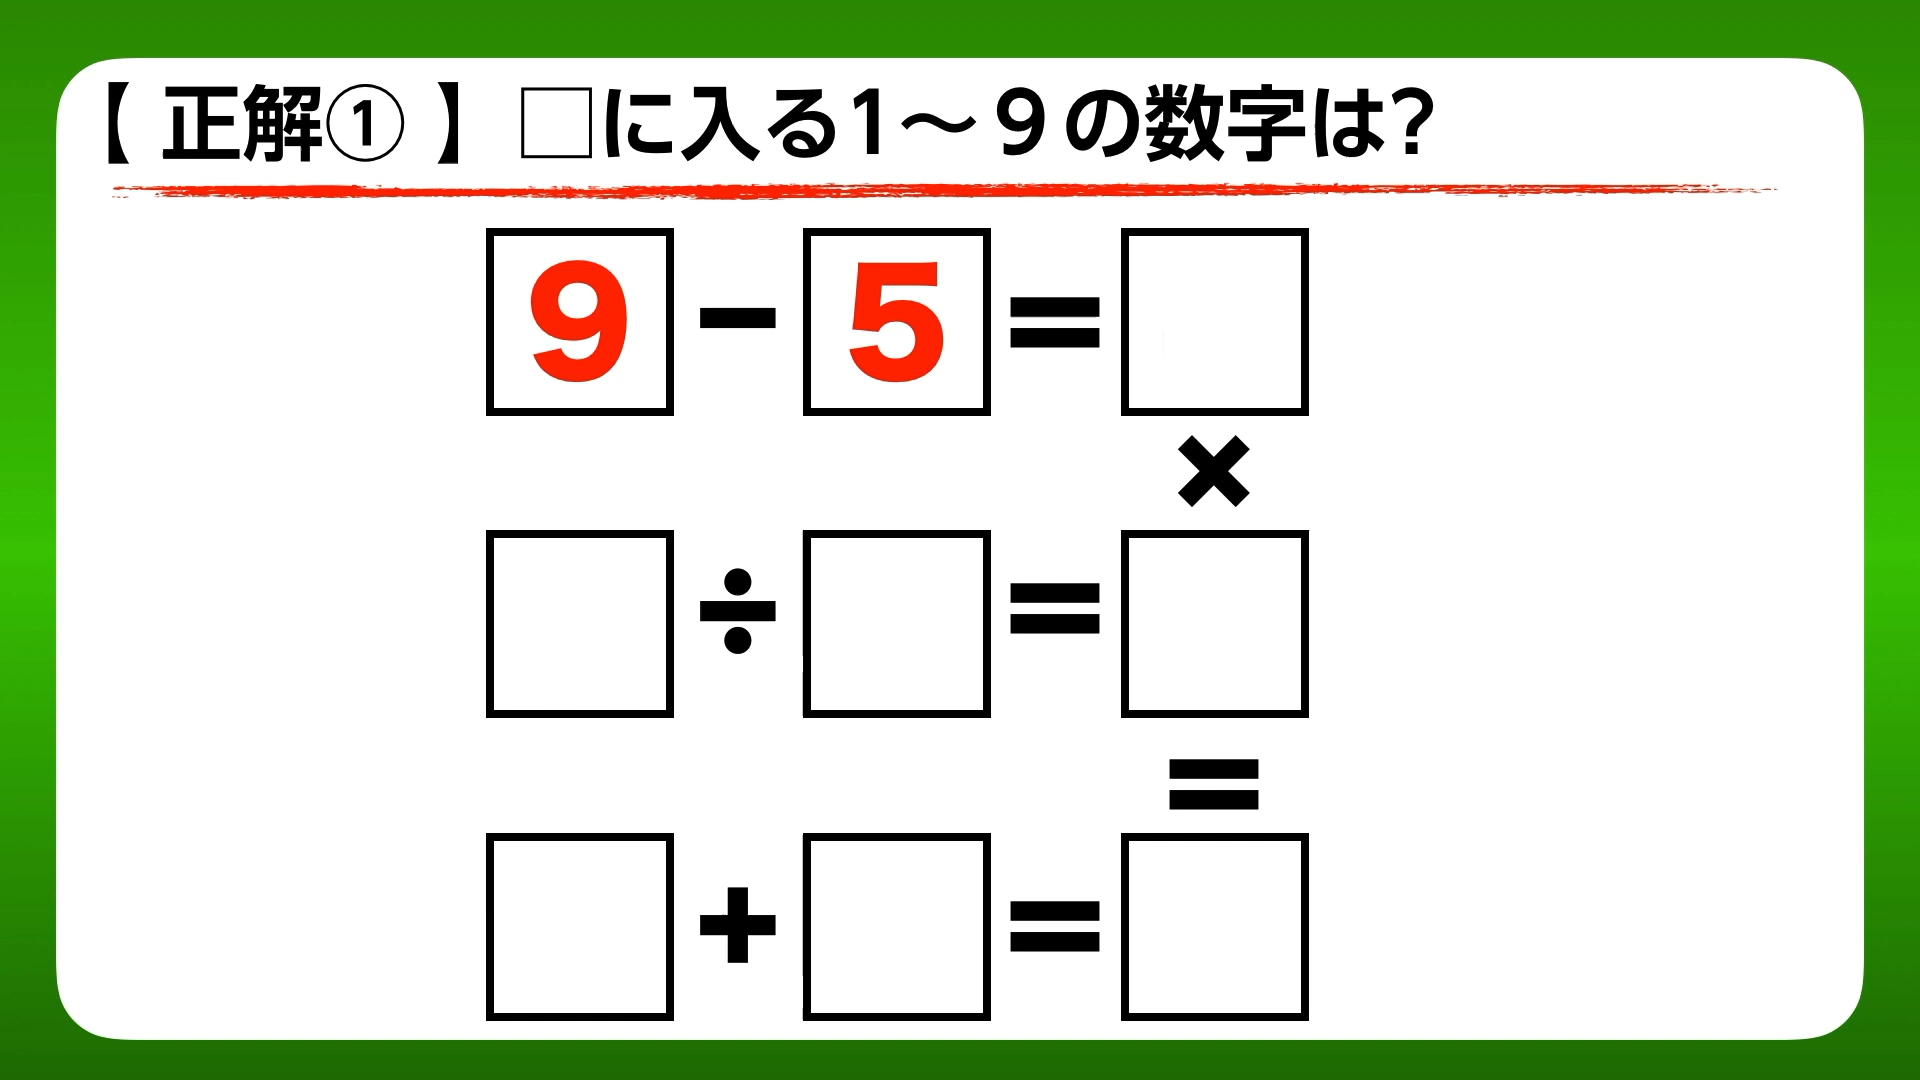 【 正解① 】 □に入る1〜9の数字は?
9 − 5 = □
×
□ ÷ □ = □
=
□ + □ = □